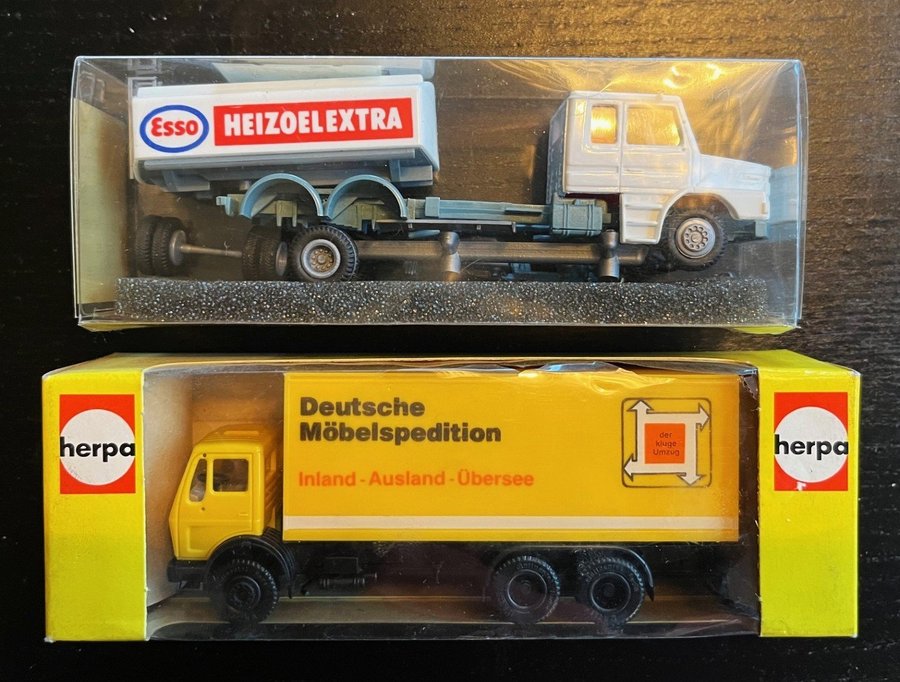 Esso
HEIZOELEXTRA
herpa
Deutsche
Möbelspedition
Inland - Ausland - Übersee
der
kluge
Umzug
herpa